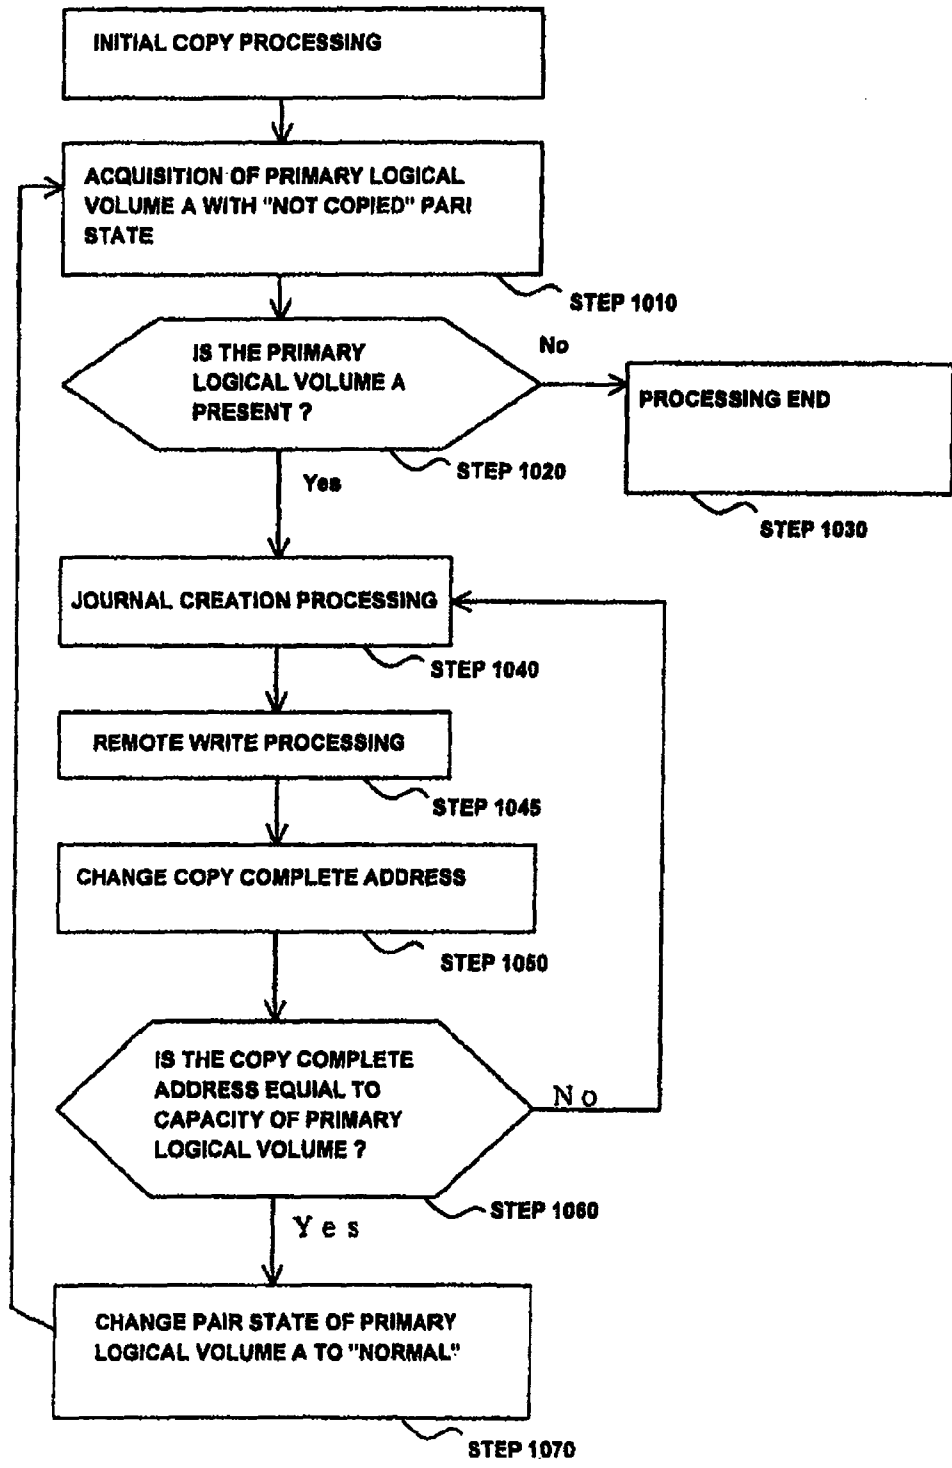 INITIAL COPY PROCESSING
ACQUISITION OF PRIMARY LOGICAL
VOLUME A WITH "NOT COPIED" PARI
STATE
STEP 1010
IS THE PRIMARY
LOGICAL VOLUME A
PRESENT ?
No
PROCESSING END
STEP 1020
Yes
STEP 1030
JOURNAL CREATION PROCESSING
STEP 1040
REMOTE WRITE PROCESSING
STEP 1045
CHANGE COPY COMPLETE ADDRESS
STEP 1050
IS THE COPY COMPLETE
ADDRESS EQUIAL TO
CAPACITY OF PRIMARY
LOGICAL VOLUME ?
No
STEP 1060
Yes
CHANGE PAIR STATE OF PRIMARY
LOGICAL VOLUME A TO "NORMAL"
STEP 1070